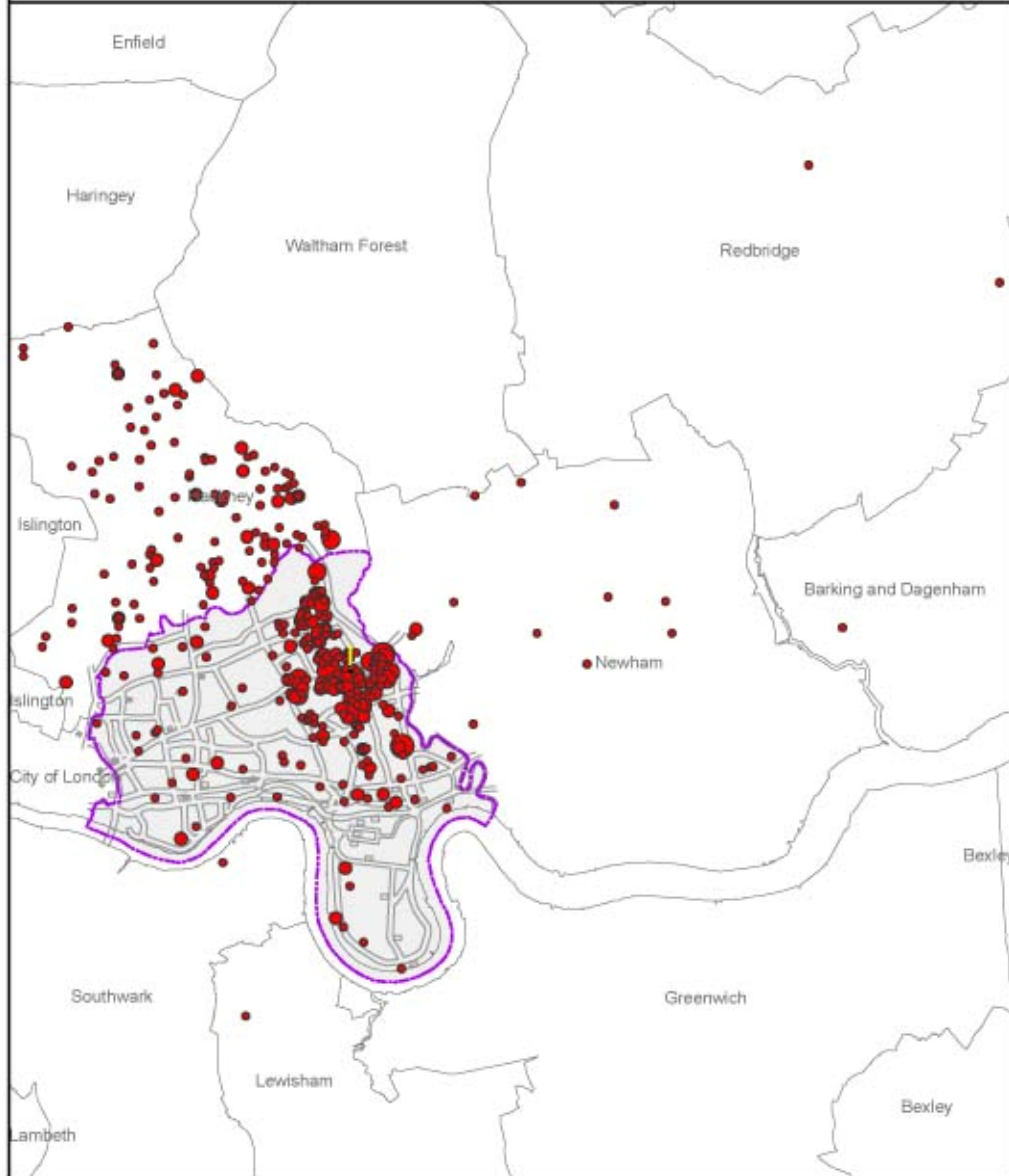 Enfield
Haringey
Waltham Forest
Redbridge
Hackney
Islington
Barking and Dagenham
Newham
Islington
City of London
Bexley
Southwark
Greenwich
Lewisham
Bexley
Lambeth